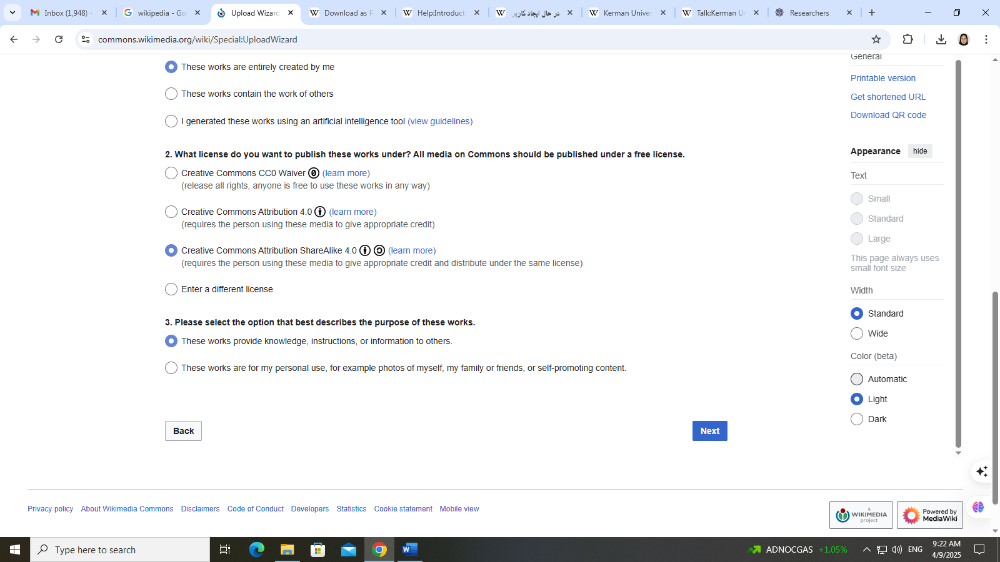 Inbox (1,948) -
wikipedia - Go
Upload Wizard
Download as P
Help:Introduct
در حال ایجاد کاربر
Kerman Univer
Talk:Kerman U
Researchers
commons.wikimedia.org/wiki/Special:UploadWizard
These works are entirely created by me
These works contain the work of others
I generated these works using an artificial intelligence tool (view guidelines)
2. What license do you want to publish these works under? All media on Commons should be published under a free license.
Creative Commons CC0 Waiver (learn more)
(release all rights, anyone is free to use these works in any way)
Creative Commons Attribution 4.0 (learn more)
(requires the person using these media to give appropriate credit)
Creative Commons Attribution ShareAlike 4.0 (learn more)
(requires the person using these media to give appropriate credit and distribute under the same license)
Enter a different license
3. Please select the option that best describes the purpose of these works.
These works provide knowledge, instructions, or information to others.
These works are for my personal use, for example photos of myself, my family or friends, or self-promoting content.
Back
Next
General
Printable version
Get shortened URL
Download QR code
Appearance hide
Text
Small
Standard
Large
This page always uses
small font size
Width
Standard
Wide
Color (beta)
Automatic
Light
Dark
Privacy policy
About Wikimedia Commons
Disclaimers
Code of Conduct
Developers
Statistics
Cookie statement
Mobile view
a
WIKIMEDIA
project
Powered by
MediaWiki
Type here to search
ADNOCGAS +1.05%
ENG
9:22 AM
4/9/2025